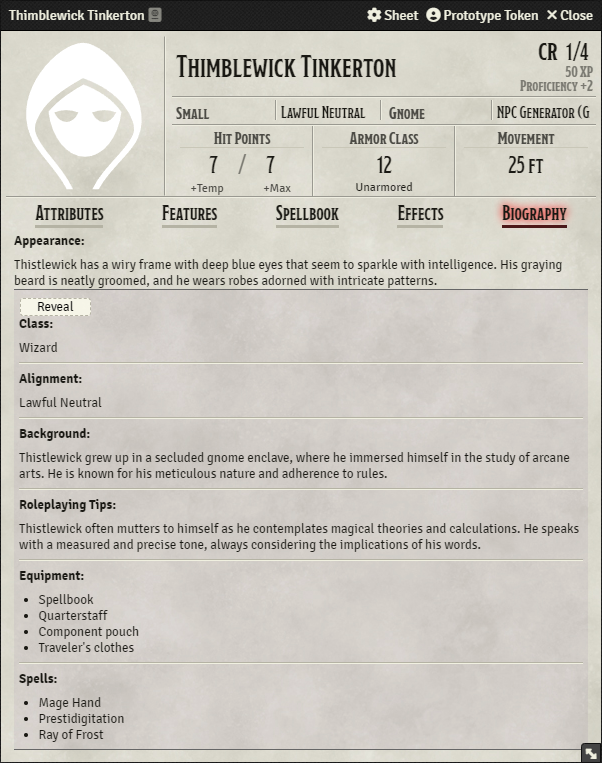 Thimblewick Tinkerton Sheet Prototype Token Close
Thimblewick Tinkerton
CR 1/4
50 XP
Proficiency +2
Small Lawful Neutral Gnome NPC Generator (G
Hit Points Armor Class Movement
7 / 7 12 25 ft
+Temp +Max Unarmored
Attributes Features Spellbook Effects Biography
Appearance:
Thistlewick has a wiry frame with deep blue eyes that seem to sparkle with intelligence. His graying
beard is neatly groomed, and he wears robes adorned with intricate patterns.
Reveal
Class:
Wizard
Alignment:
Lawful Neutral
Background:
Thistlewick grew up in a secluded gnome enclave, where he immersed himself in the study of arcane
arts. He is known for his meticulous nature and adherence to rules.
Roleplaying Tips:
Thistlewick often mutters to himself as he contemplates magical theories and calculations. He speaks
with a measured and precise tone, always considering the implications of his words.
Equipment:
• Spellbook
• Quarterstaff
• Component pouch
• Traveler's clothes
Spells:
• Mage Hand
• Prestidigitation
• Ray of Frost